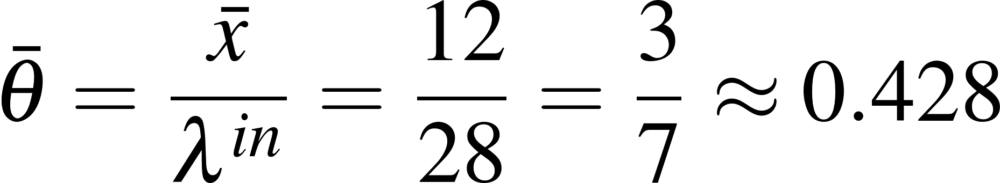 θ̄ = x̄ / λ^{in} = 12 / 28 = 3 / 7 ≈ 0.428